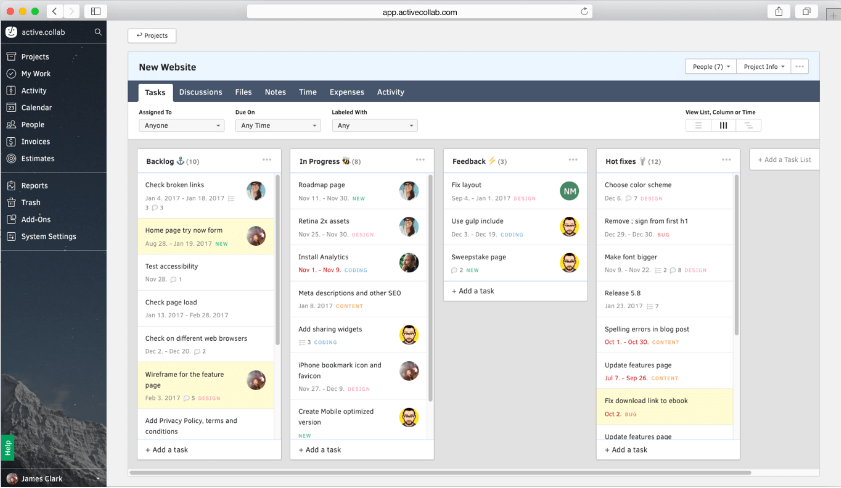 app.activecollab.com
active.collab
Projects
My Work
Activity
Calendar
People
Invoices
Estimates
Reports
Trash
Add-Ons
System Settings
Help
James Clark
Projects
New Website
People (7)
Project Info
Tasks Discussions Files Notes Time Expenses Activity
Assigned To Due On Labeled With View List, Column or Time
Anyone Any Time Any
Backlog (10)
Check broken links
Jan 4. 2017 - Jan 18. 2017
3 3
Home page try now form
Aug 28. - Jan 19. 2017 NEW
Test accessibility
Nov 28. 1
Check page load
Jan 13. 2017 - Feb 28. 2017
Check on different web browsers
Dec 2. - Dec 20. 2
Wireframe for the feature
page
Feb 3. 2017 5 DESIGN
Add Privacy Policy, terms and
conditions
+ Add a task
In Progress (8)
Roadmap page
Nov 11. - Nov 30. NEW
Retina 2x assets
Nov 25. - Nov 30. DESIGN
Install Analytics
Nov 1. - Nov 9. CODING
Meta descriptions and other SEO
Jan 8. 2017 CONTENT
Add sharing widgets
3 CODING
iPhone bookmark icon and
favicon
Nov 27. - Dec 9. DESIGN
Create Mobile optimized
version
NEW
+ Add a task
Feedback (3)
Fix layout
Sep 4. - Jan 1. 2017 DESIGN
NM
Use gulp include
Dec 3. - Dec 19. CODING
Sweepstake page
2 NEW
+ Add a task
Hot fixes (12)
Choose color scheme
Dec 6. 7 DESIGN
Remove ; sign from first h1
Dec 29. - Dec 30. BUG
Make font bigger
Nov 9. - Nov 22. 2 8 DESIGN
Release 5.8
Jan 23. 2017 7
Spelling errors in blog post
Oct 1. - Oct 30. CONTENT
Update features page
Jul 7. - Sep 26. CONTENT
Fix download link to ebook
Oct 2. BUG
Update features page
+ Add a task
+ Add a Task List